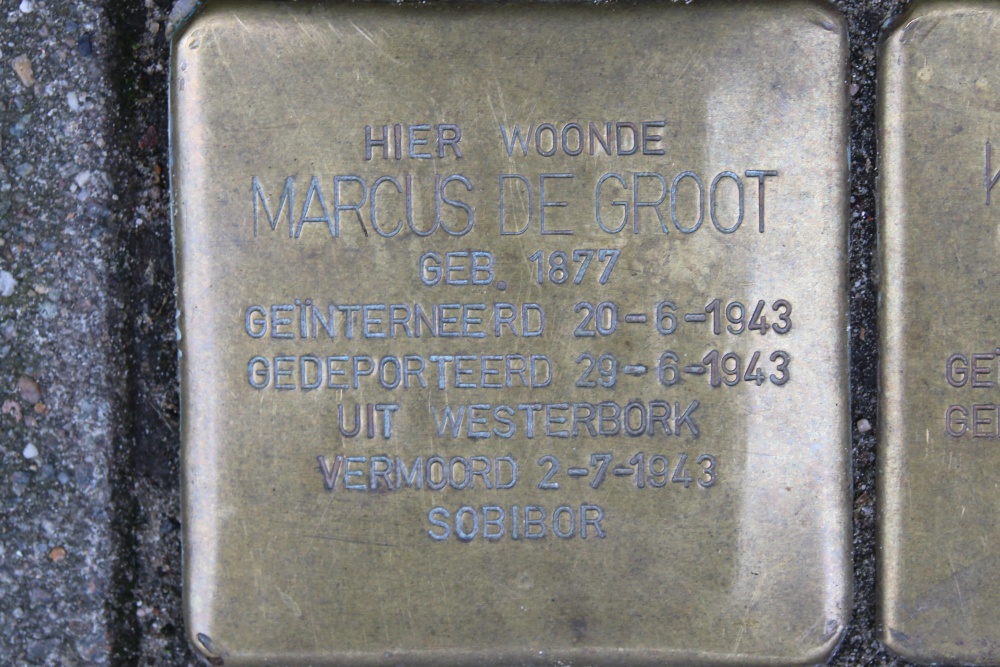 HIER WOONDE
MARCUS DE GROOT
GEB. 1877
GEÏNTERNEERD 20-6-1943
GEDEPORTEERD 29-6-1943
UIT WESTERBORK
VERMOORD 2-7-1943
SOBIBOR